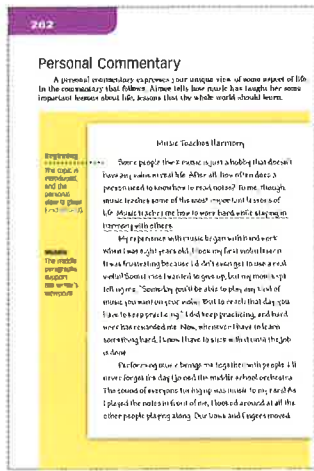 262
Personal Commentary
A personal commentary expresses your unique view of some aspect of life.
In the commentary that follows, Aimee tells how music has taught her some
important lessons about life, lessons that the whole world should learn.
Music Teaches Harmony
Beginning
The topic is
introduced,
and the
personal
view is given
Some people think music is just a hobby that doesn't
have any value in real life. After all, how often does a
person need to know how to read notes? To me, though,
music teaches some of the most important lessons of
life. Music teaches me how to work hard while staying in
harmony with others.
Middle
The middle
paragraphs
support
the writer's
viewpoint.
My experience with music began with hard work.
When I was eight years old, I took my first violin lesson.
It was frustrating because I didn't even get to use a real
violin! Sometimes I wanted to give up, but my mom kept
telling me, "Someday you'll be able to play any kind of
music you want on your violin. But to reach that day, you
have to keep practicing." I did keep practicing, and hard
work has rewarded me. Now, whenever I have to learn
something hard, I know I have to stick with it until the job
is done.
Performing music brings me together with people. I'll
never forget the day I joined the middle school orchestra.
The sound of everyone tuning up was music to my ears! As
I played the notes in front of me, I looked around at all the
other people playing along. Our bows and fingers moved